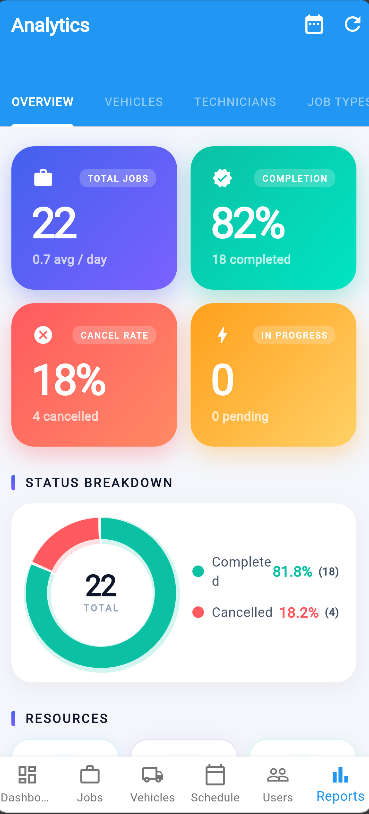 Analytics
OVERVIEW VEHICLES TECHNICIANS JOB TYPES
TOTAL JOBS
22
0.7 avg / day
COMPLETION
82%
18 completed
CANCEL RATE
18%
4 cancelled
IN PROGRESS
0
0 pending
STATUS BREAKDOWN
22
TOTAL
Complete
d
81.8% (18)
Cancelled 18.2% (4)
RESOURCES
Dashbo... Jobs Vehicles Schedule Users Reports